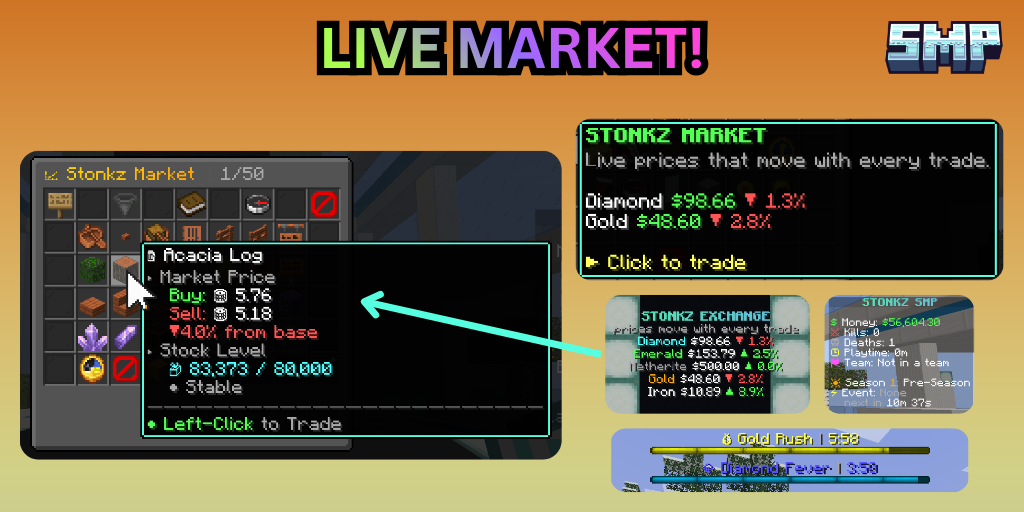 LIVE MARKET!
SMP
Stonkz Market 1/50
Acacia Log
Market Price
Buy: 5.76
Sell: 5.18
▼4.0% from base
Stock Level
83,373 / 80,000
Stable
Left-Click to Trade
STONKZ MARKET
Live prices that move with every trade.
Diamond $98.66 ▼ 1.3%
Gold $48.60 ▼ 2.8%
► Click to trade
STONKZ EXCHANGE
prices move with every trade
Diamond $98.66 ▼ 1.3%
Emerald $153.79 ▲ 2.5%
Netherite $500.00 ▲ 0.0%
Gold $48.60 ▼ 2.8%
Iron $10.89 ▲ 8.9%
STONKZ SMP
$ Money: $56,604.30
Kills: 0
Deaths: 1
Playtime: 0m
Team: Not in a team
Season 1: Pre-Season
Event: None
next in 10m 37s
Gold Rush | 5:58
Diamond Fever | 3:58